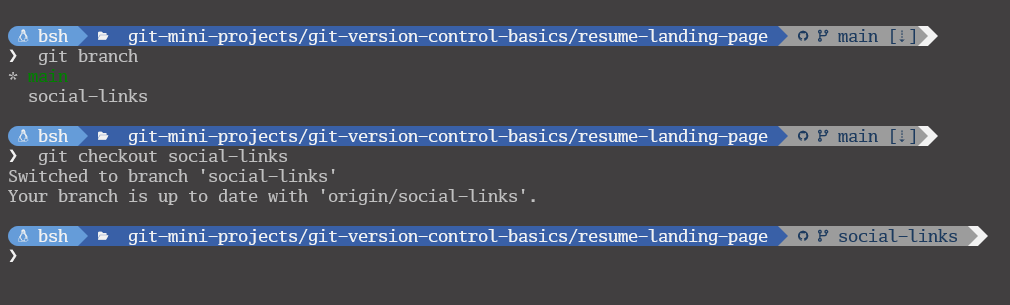 bsh git-mini-projects/git-version-control-basics/resume-landing-page main [⇣]
❯ git branch
* main
social-links
bsh git-mini-projects/git-version-control-basics/resume-landing-page main [⇣]
❯ git checkout social-links
Switched to branch 'social-links'
Your branch is up to date with 'origin/social-links'.
bsh git-mini-projects/git-version-control-basics/resume-landing-page social-links
❯